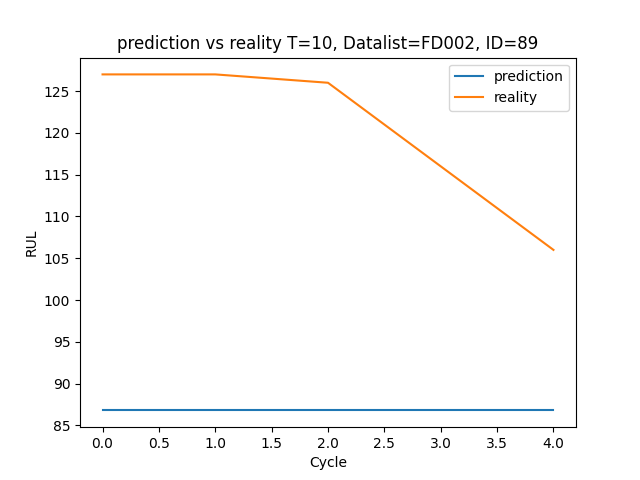 prediction vs reality T=10, Datalist=FD002, ID=89
prediction
reality
125
120
115
110
105
100
95
90
85
RUL
0.0 0.5 1.0 1.5 2.0 2.5 3.0 3.5 4.0
Cycle